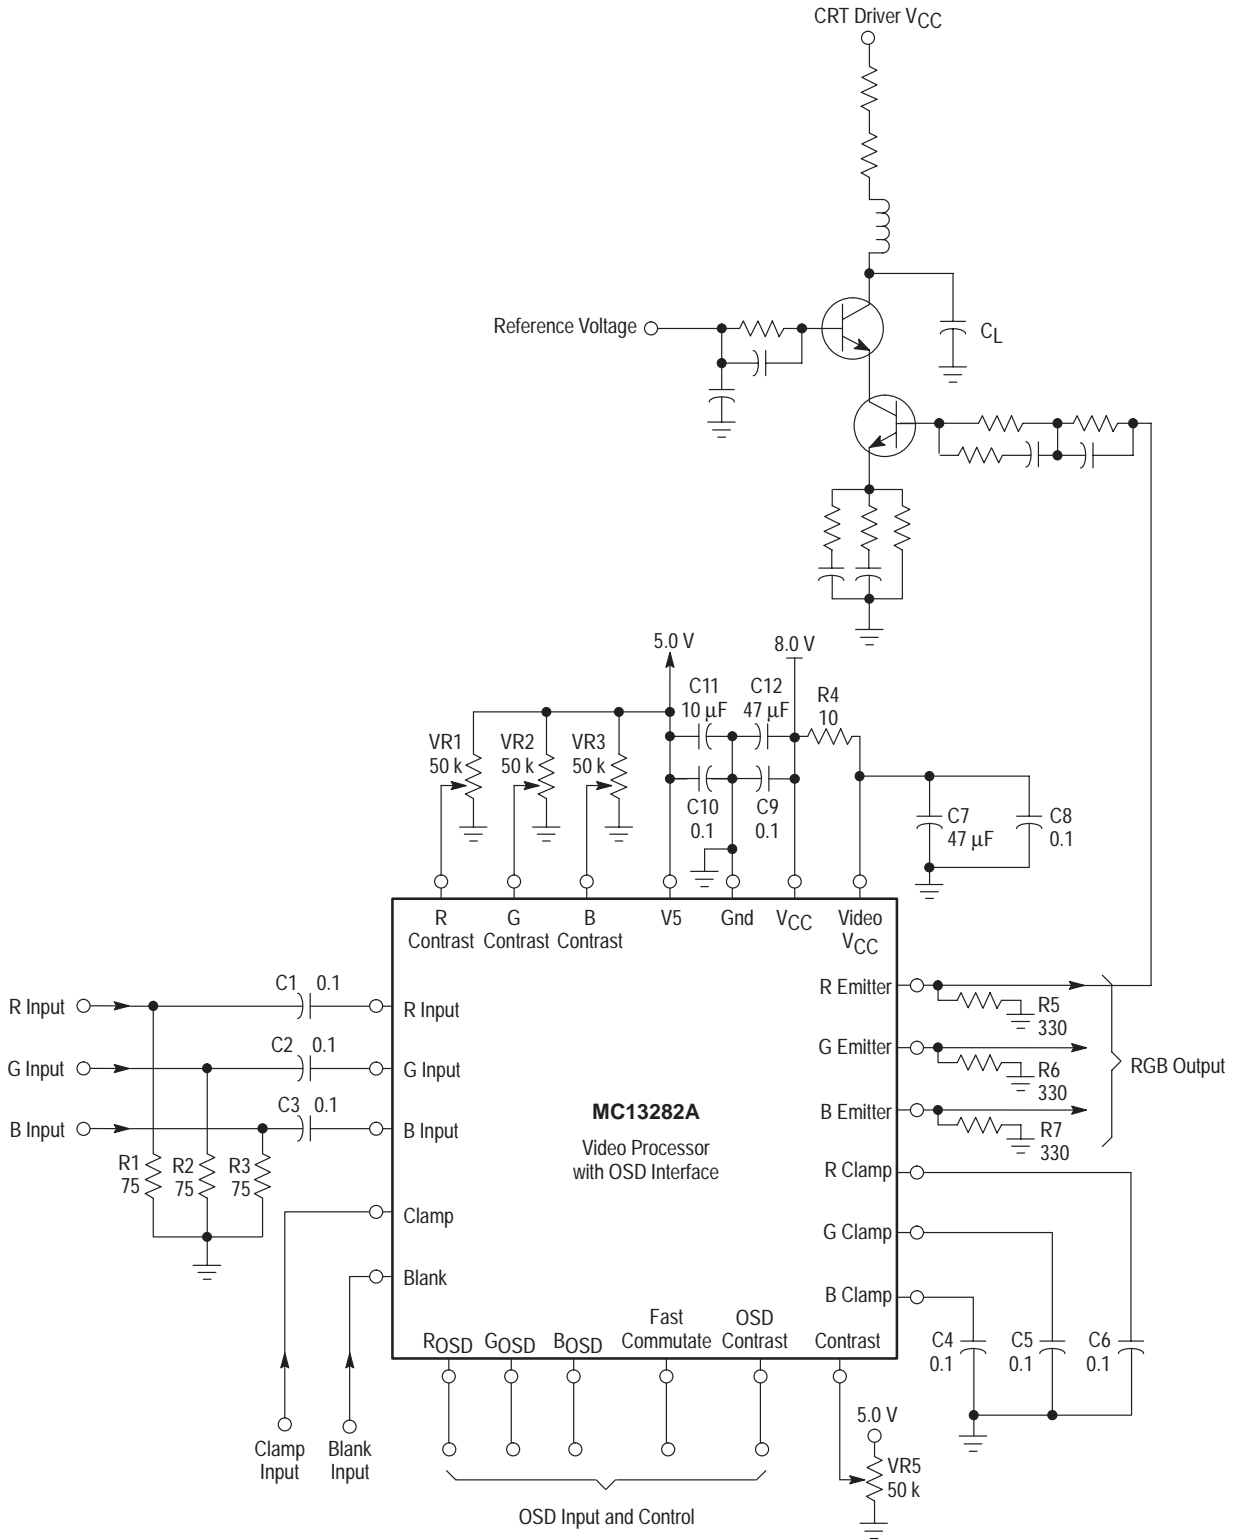 CRT Driver VCC
Reference Voltage
CL
5.0 V
8.0 V
C11
10 µF
C12
47 µF
R4
10
VR1
50 k
VR2
50 k
VR3
50 k
C10
0.1
C9
0.1
C7
47 µF
C8
0.1
R
Contrast
G
Contrast
B
Contrast
V5
Gnd
VCC
Video
VCC
R Input
C1 0.1
R Input
R Emitter
R5
330
G Input
C2 0.1
G Input
G Emitter
R6
330
RGB Output
B Input
C3 0.1
B Input
B Emitter
R7
330
MC13282A
Video Processor
with OSD Interface
R1
75
R2
75
R3
75
R Clamp
Clamp
G Clamp
Blank
B Clamp
ROSD
GOSD
BOSD
Fast
Commutate
OSD
Contrast
Contrast
C4
0.1
C5
0.1
C6
0.1
Clamp
Input
Blank
Input
5.0 V
VR5
50 k
OSD Input and Control